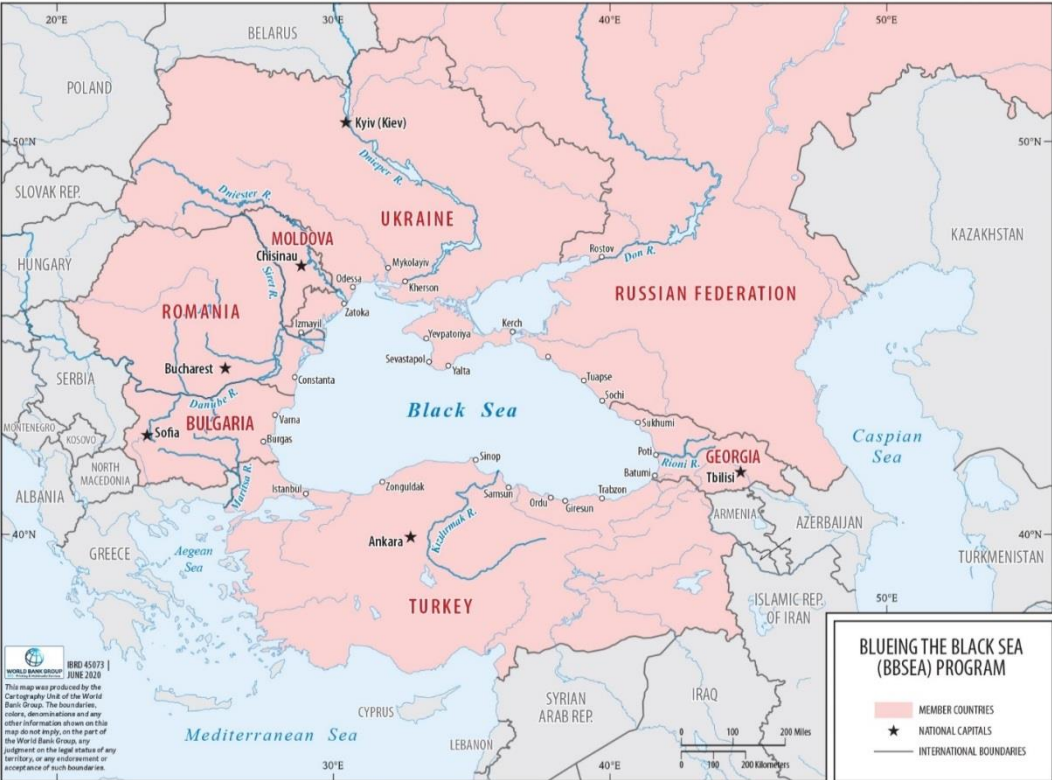 20°E
30°E
40°E
50°E
BELARUS
POLAND
Kyiv (Kiev)
50°N
50°N
Dnieper R.
SLOVAK REP.
Dniester R.
UKRAINE
MOLDOVA
Chisinau
KAZAKHSTAN
HUNGARY
Rostov
Don R.
Mykolayiv
Siret R.
Odessa
Kherson
RUSSIAN FEDERATION
ROMANIA
Zatoka
Izmayil
Kerch
Yevpatoriya
Sevastapol
Yalta
Bucharest
SERBIA
Constanta
Tuapse
Danube R.
Sochi
Black Sea
BULGARIA
Varna
MONTENEGRO
Sofia
KOSOVO
Burgas
Sukhumi
Caspian
Sea
Poti
GEORGIA
Rioni R.
Sinop
NORTH
MACEDONIA
Batumi
Tbilisi
Maritsa R.
Istanbul
Zonguldak
Samsun
Trabzon
ALBANIA
Ordu
Giresun
ARMENIA
AZERBAIJAN
Kizlirmak R.
40°N
Ankara
40°N
GREECE
Aegean
Sea
TURKMENISTAN
TURKEY
ISLAMIC REP.
OF IRAN
50°E
BLUEING THE BLACK SEA
(BBSEA) PROGRAM
MEMBER COUNTRIES
NATIONAL CAPITALS
INTERNATIONAL BOUNDARIES
WORLD BANK GROUP
IBRD 45073 |
JUNE 2020
This map was produced by the
Cartography Unit of the World
Bank Group. The boundaries,
colors, denominations and any
other information shown on this
map do not imply, on the part of
the World Bank Group, any
judgment on the legal status of any
territory, or any endorsement or
acceptance of such boundaries.
SYRIAN
ARAB REP.
IRAQ
CYPRUS
Mediterranean Sea
LEBANON
0 100 200 Miles
0 100 200 Kilometers
30°E
40°E